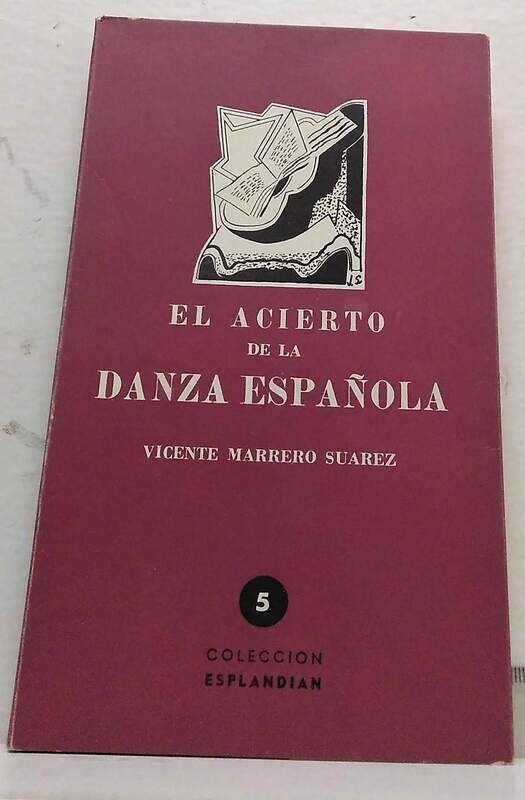 J.S
EL ACIERTO
DE LA
DANZA ESPAÑOLA
VICENTE MARRERO SUAREZ
5
COLECCION
ESPLANDIAN